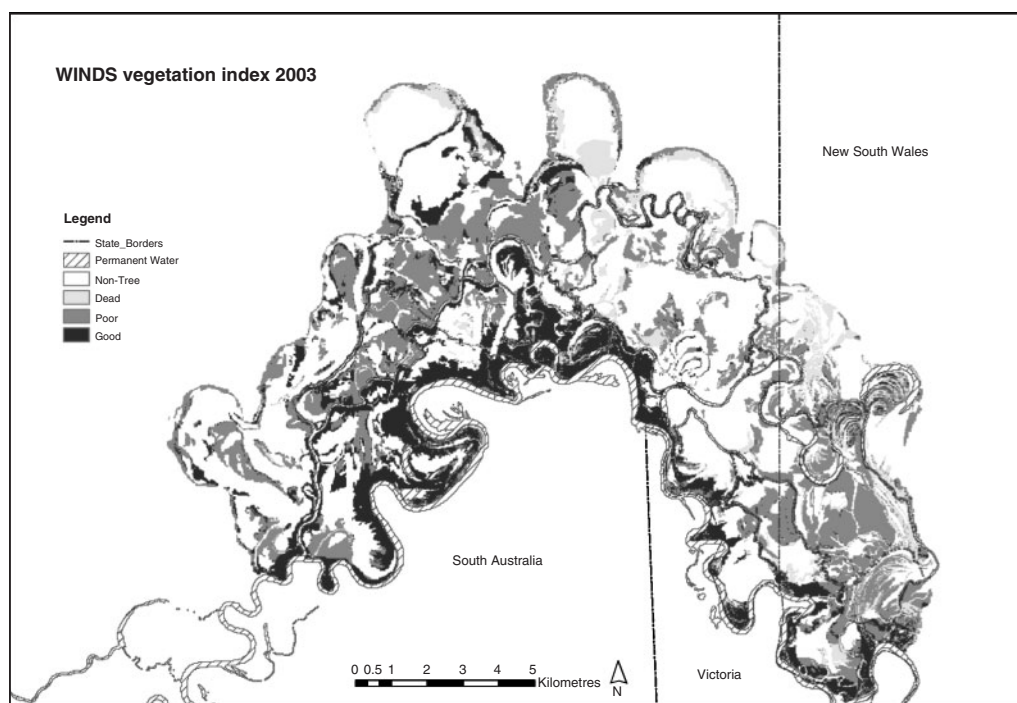 WINDS vegetation index 2003
New South Wales
Legend
State_Borders
Permanent Water
Non-Tree
Dead
Poor
Good
South Australia
Victoria
0 0.5 1 2 3 4 5
Kilometres
N